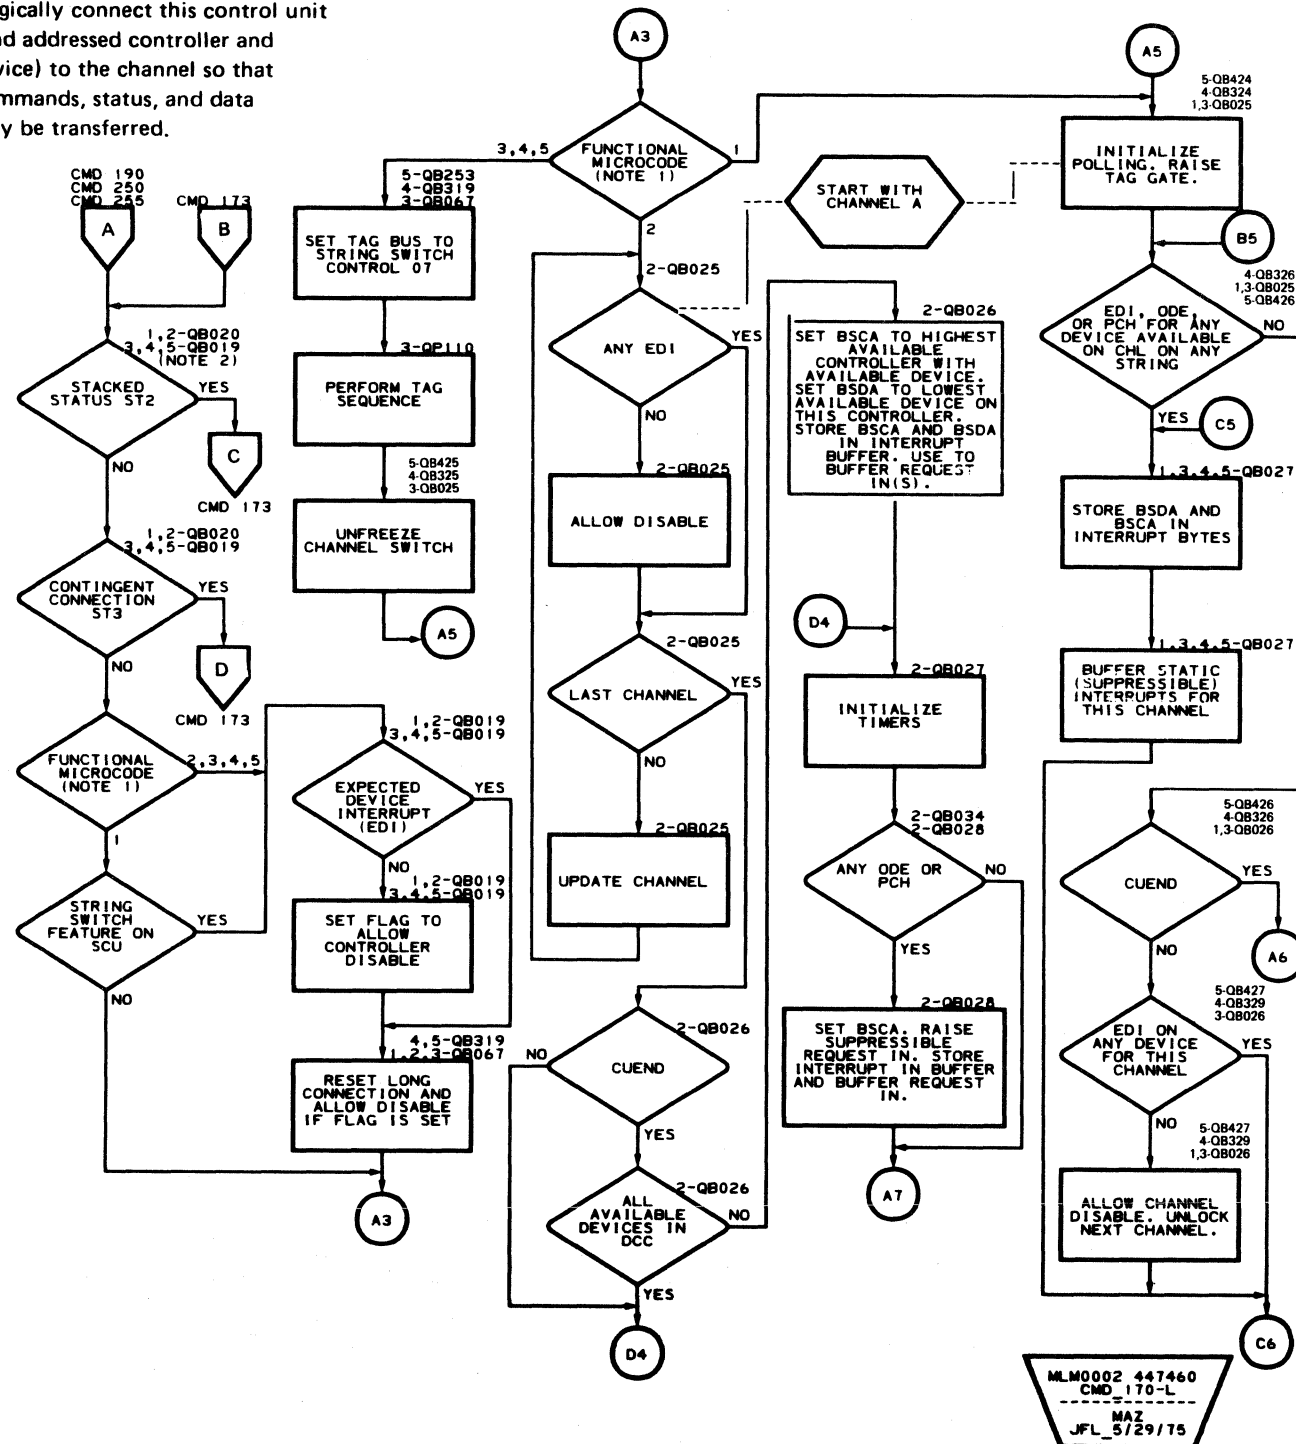 gically connect this control unit
d addressed controller and
vice) to the channel so that
mmands, status, and data
y be transferred.
CMD 190
CMD 250
CMD 255
A
CMD 173
B
1,2-QB020
3,4,5-QB019
(NOTE 2)
STACKED
STATUS ST2
YES
C
CMD 173
NO
1,2-QB020
3,4,5-QB019
CONTINGENT
CONNECTION
ST3
YES
D
CMD 173
NO
FUNCTIONAL
MICROCODE
(NOTE 1)
2,3,4,5
1
STRING
SWITCH
FEATURE ON
SCU
YES
NO
3,4,5
5-QB253
4-QB319
3-QB067
SET TAG BUS TO
STRING SWITCH
CONTROL 07
3-QP110
PERFORM TAG
SEQUENCE
5-QB425
4-QB325
3-QB025
UNFREEZE
CHANNEL SWITCH
A5
1,2-QB019
3,4,5-QB019
EXPECTED
DEVICE
INTERRUPT
(EDI)
YES
NO
1,2-QB019
3,4,5-QB019
SET FLAG TO
ALLOW
CONTROLLER
DISABLE
4,5-QB319
1,2,3-QB067
RESET LONG
CONNECTION AND
ALLOW DISABLE
IF FLAG IS SET
A3
A3
FUNCTIONAL
MICROCODE
(NOTE 1)
1
2
2-QB025
ANY EDI
YES
NO
2-QB025
ALLOW DISABLE
2-QB025
LAST CHANNEL
YES
NO
2-QB025
UPDATE CHANNEL
2-QB026
CUEND
NO
YES
2-QB026
ALL
AVAILABLE
DEVICES IN
DCC
NO
YES
D4
START WITH
CHANNEL A
2-QB026
SET BSCA TO HIGHEST
AVAILABLE
CONTROLLER WITH
AVAILABLE DEVICE.
SET BSDA TO LOWEST
AVAILABLE DEVICE ON
THIS CONTROLLER.
STORE BSCA AND BSDA
IN INTERRUPT
BUFFER. USE TO
BUFFER REQUEST
IN(S).
D4
2-QB027
INITIALIZE
TIMERS
2-QB034
2-QB028
ANY ODE OR
PCH
NO
YES
2-QB028
SET BSCA. RAISE
SUPPRESSIBLE
REQUEST IN. STORE
INTERRUPT IN BUFFER
AND BUFFER REQUEST
IN.
A7
A5
5-QB424
4-QB324
1,3-QB025
INITIALIZE
POLLING. RAISE
TAG GATE.
B5
4-QB326
1,3-QB025
5-QB426
EDI, ODE,
OR PCH FOR ANY
DEVICE AVAILABLE
ON CHL ON ANY
STRING
NO
YES
C5
1,3,4,5-QB027
STORE BSDA AND
BSCA IN
INTERRUPT BYTES
1,3,4,5-QB027
BUFFER STATIC
(SUPPRESSIBLE)
INTERRUPTS FOR
THIS CHANNEL
5-QB426
4-QB326
1,3-QB026
CUEND
YES
A6
NO
5-QB427
4-QB329
3-QB026
EDI ON
ANY DEVICE
FOR THIS
CHANNEL
YES
NO
5-QB427
4-QB329
1,3-QB026
ALLOW CHANNEL
DISABLE. UNLOCK
NEXT CHANNEL.
C6
MLM0002 447460
CMD_170-L
MAZ
JFL_5/29/75